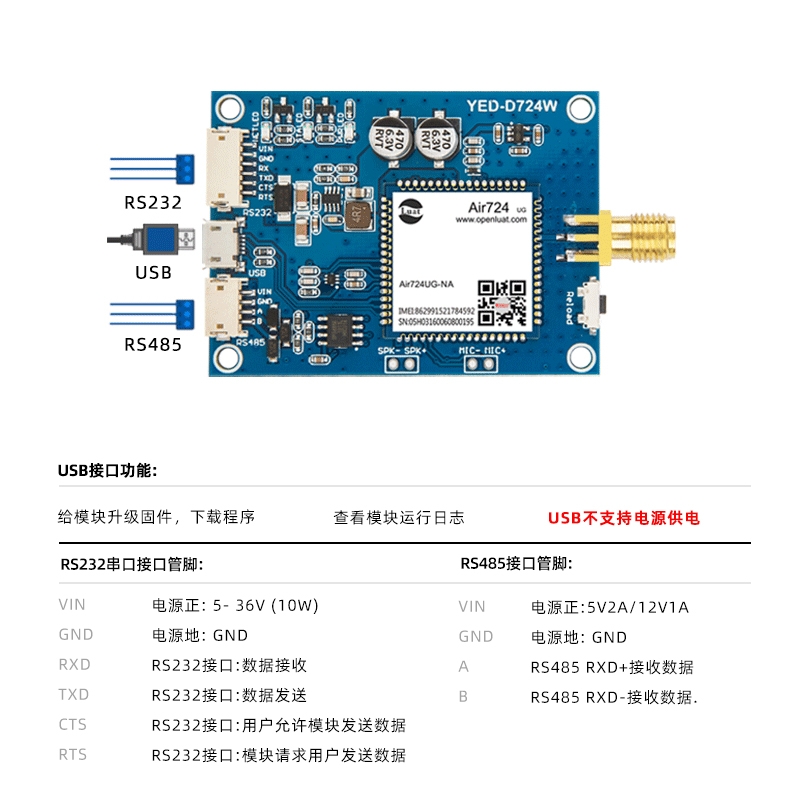 YED-D724W
NETLED
470
6.3V
RVT
470
6.3V
RVT
VIN
GND
RX
TXD
CTS
RTS
RS232
RS232
4R7
Luat
Air724 UG
www.openluat.com
USB
USB
Air724UG-NA
IMEI:862991521784592
SN:05H03160060800195
Reload
VIN
GND
A
B
RS485
RS485
SPK- SPK+
MIC- MIC+
USB接口功能:
给模块升级固件，下载程序 查看模块运行日志 USB不支持电源供电
RS232串口接口管脚: RS485接口管脚:
VIN 电源正: 5- 36V (10W) VIN 电源正:5V2A/12V1A
GND 电源地: GND GND 电源地: GND
RXD RS232接口:数据接收 A RS485 RXD+接收数据
TXD RS232接口:数据发送 B RS485 RXD-接收数据.
CTS RS232接口:用户允许模块发送数据
RTS RS232接口:模块请求用户发送数据